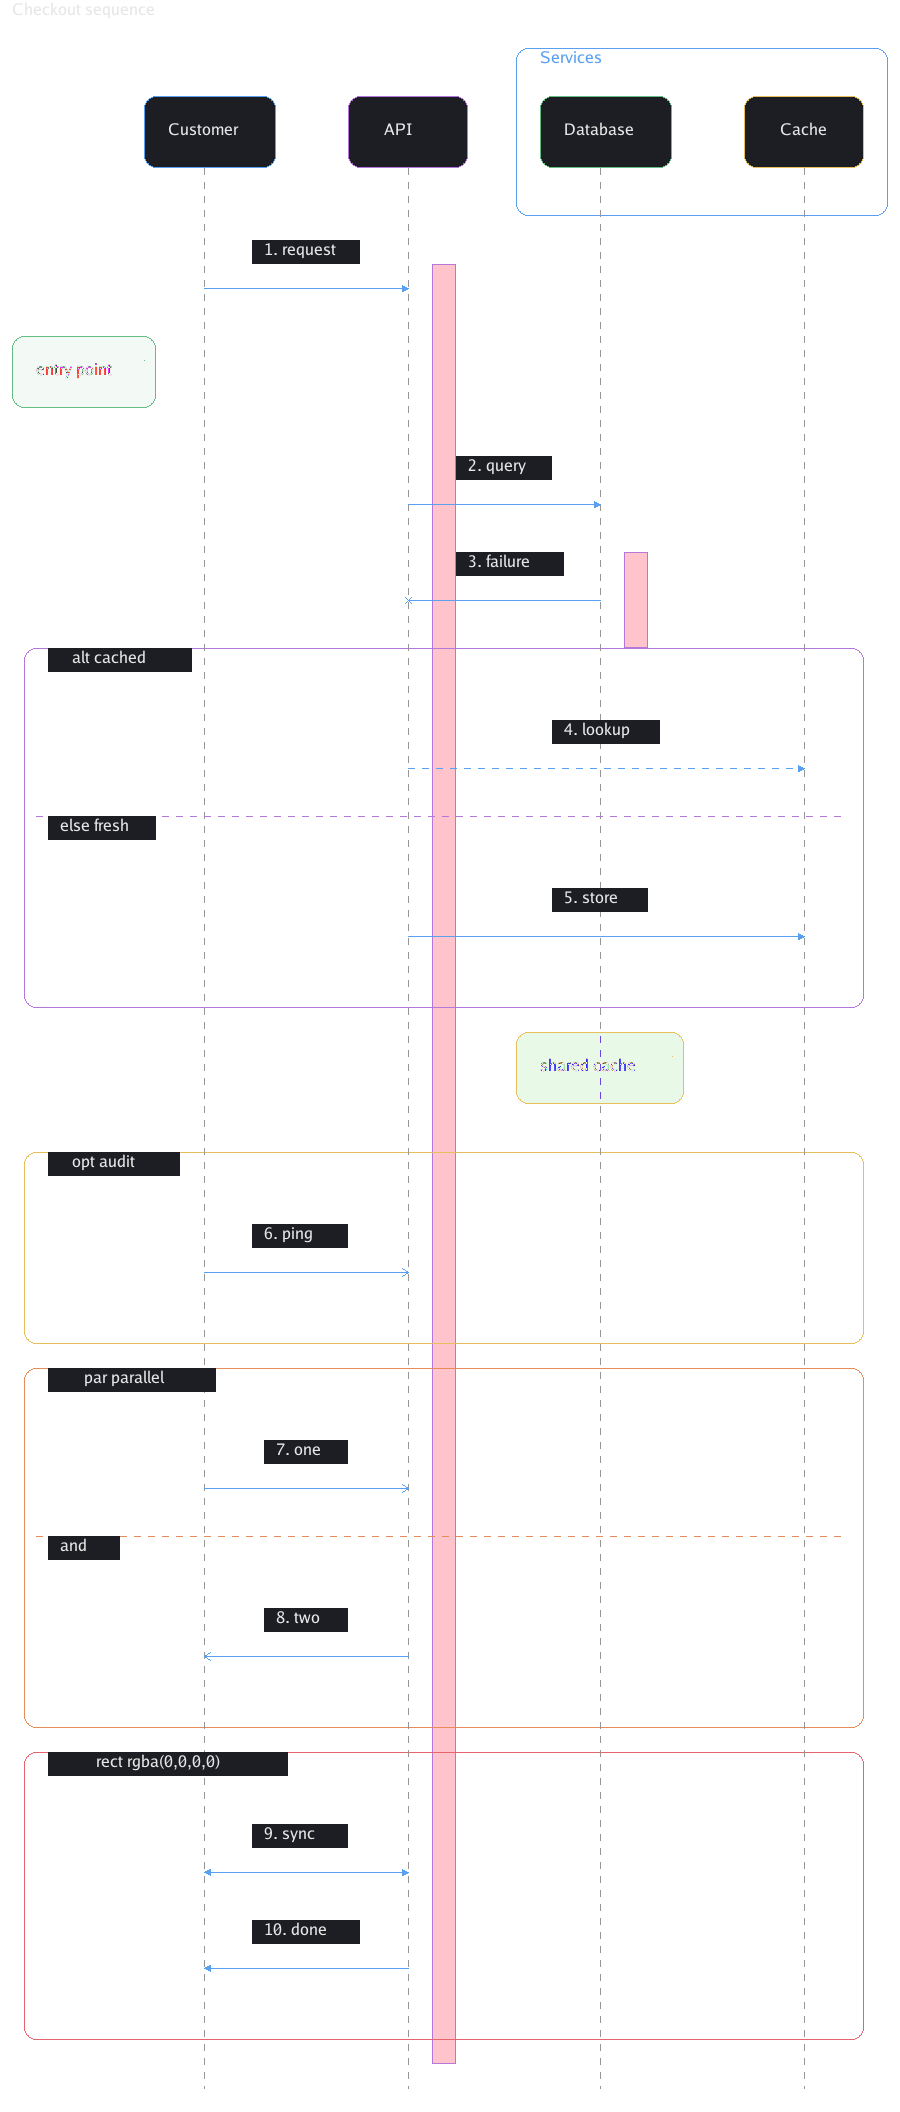 Checkout sequence
Services
Customer
API
Database
Cache
1. request
entry point
2. query
3. failure
alt cached
4. lookup
else fresh
5. store
shared cache
opt audit
6. ping
par parallel
7. one
and
8. two
rect rgba(0,0,0,0)
9. sync
10. done